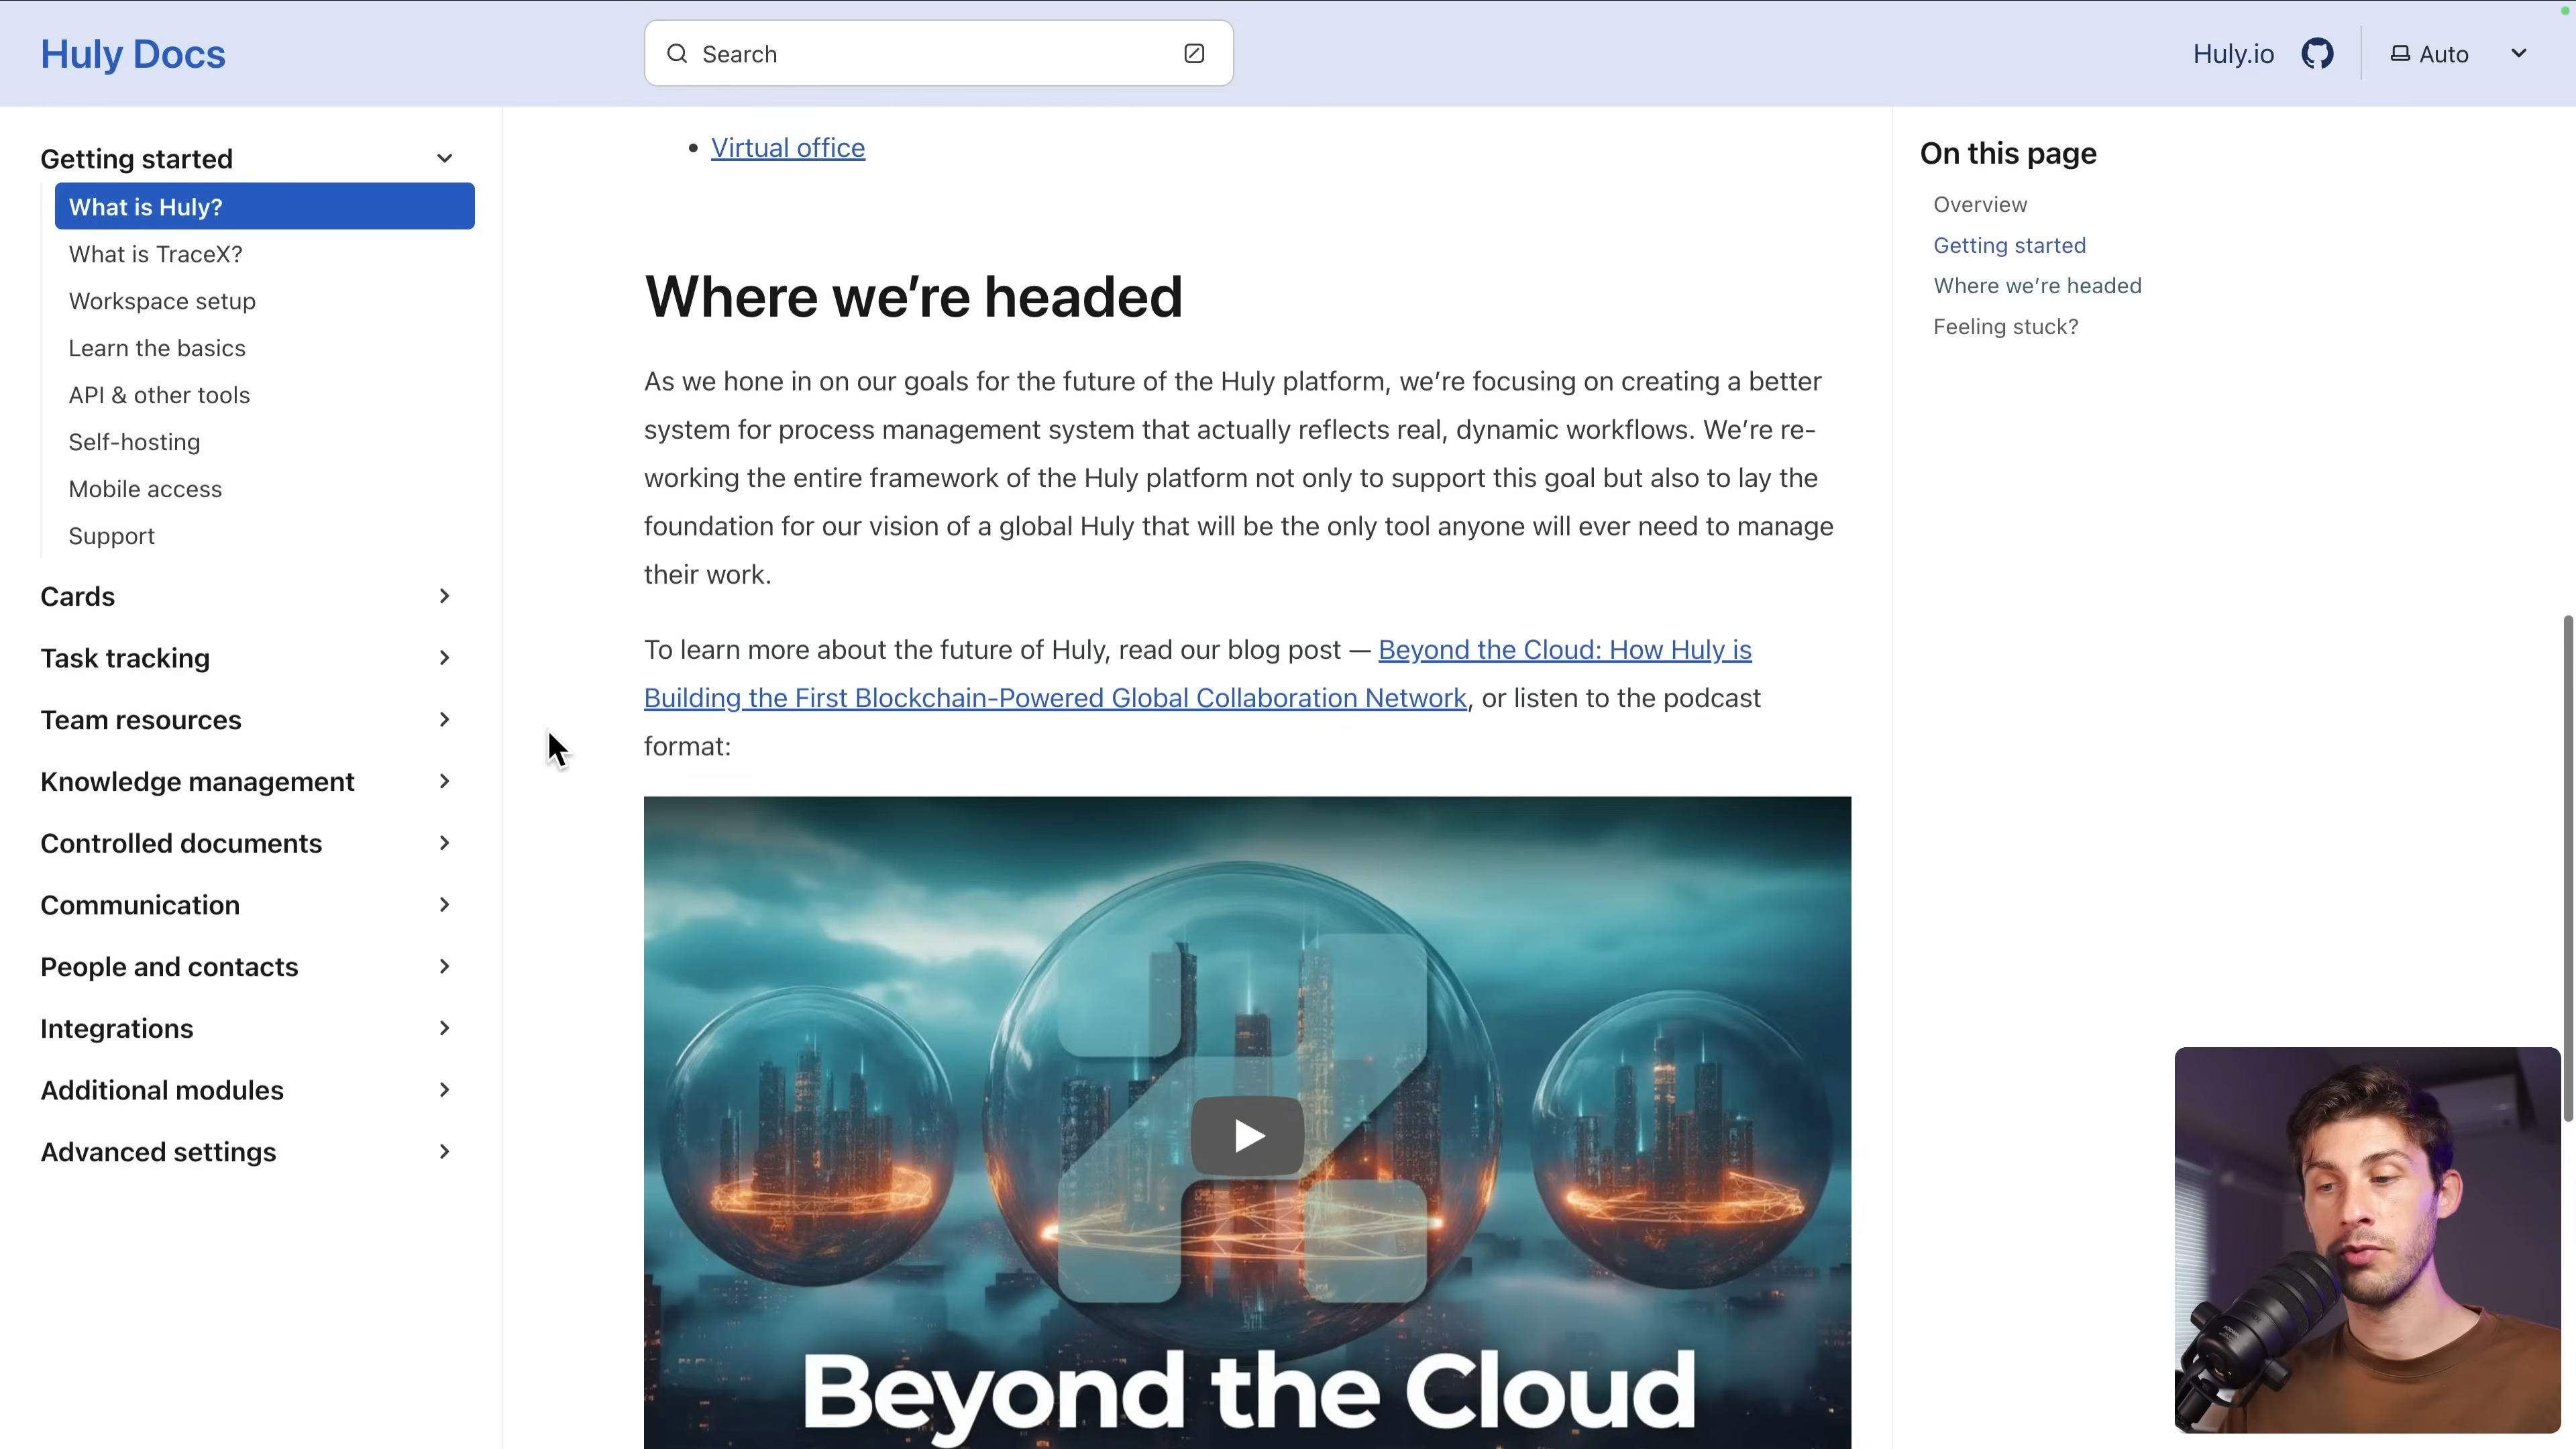 Huly Docs
Search
Huly.io
Auto
Getting started
What is Huly?
What is TraceX?
Workspace setup
Learn the basics
API & other tools
Self-hosting
Mobile access
Support
Cards
Task tracking
Team resources
Knowledge management
Controlled documents
Communication
People and contacts
Integrations
Additional modules
Advanced settings
Virtual office
Where we’re headed
As we hone in on our goals for the future of the Huly platform, we’re focusing on creating a better
system for process management system that actually reflects real, dynamic workflows. We’re re-
working the entire framework of the Huly platform not only to support this goal but also to lay the
foundation for our vision of a global Huly that will be the only tool anyone will ever need to manage
their work.
To learn more about the future of Huly, read our blog post — Beyond the Cloud: How Huly is
Building the First Blockchain-Powered Global Collaboration Network, or listen to the podcast
format:
Beyond the Cloud
On this page
Overview
Getting started
Where we’re headed
Feeling stuck?